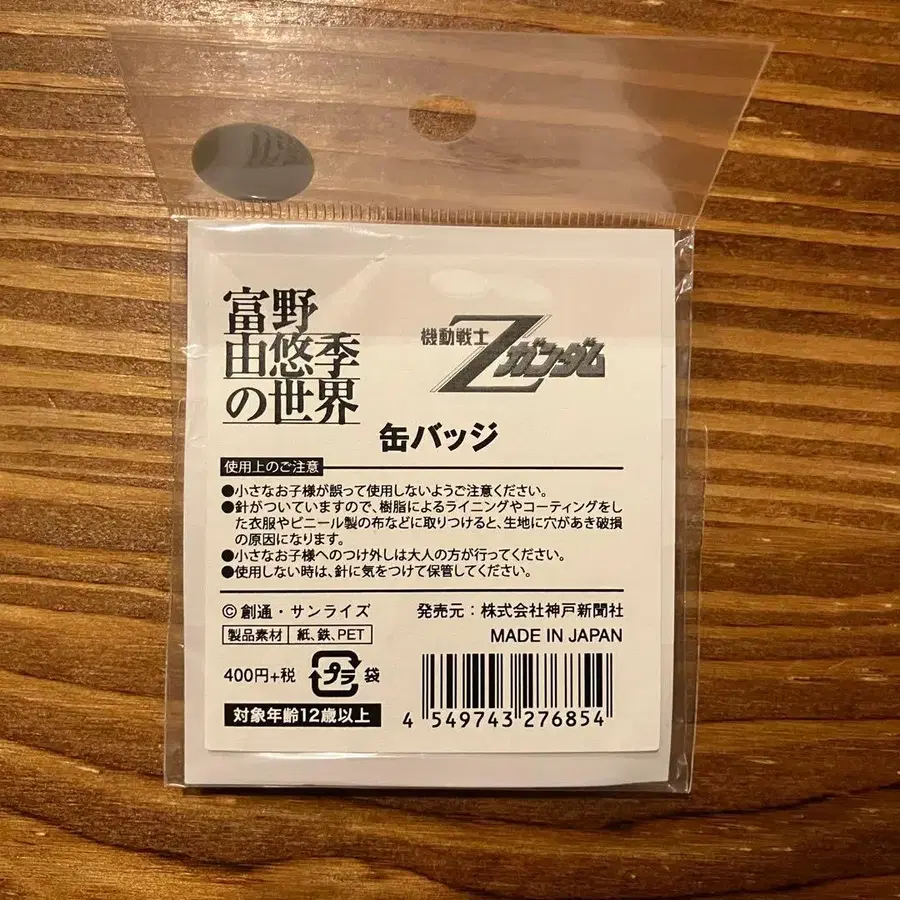 富野
由悠季
の世界
機動戦士
Zガンダム
缶バッジ
使用上のご注意
●小さなお子様が誤って使用しないようご注意ください。
●針がついていますので、樹脂によるライニングやコーティングをし
た衣服やビニール製の布などに取りつけると、生地に穴があき破損
の原因になります。
●小さなお子様へのつけ外しは大人の方が行ってください。
●使用しない時は、針に気をつけて保管してください。
©創通・サンライズ
発売元：株式会社神戸新聞社
製品素材 紙、鉄、PET
MADE IN JAPAN
400円+税
プラ 袋
対象年齢12歳以上
4 549743 276854